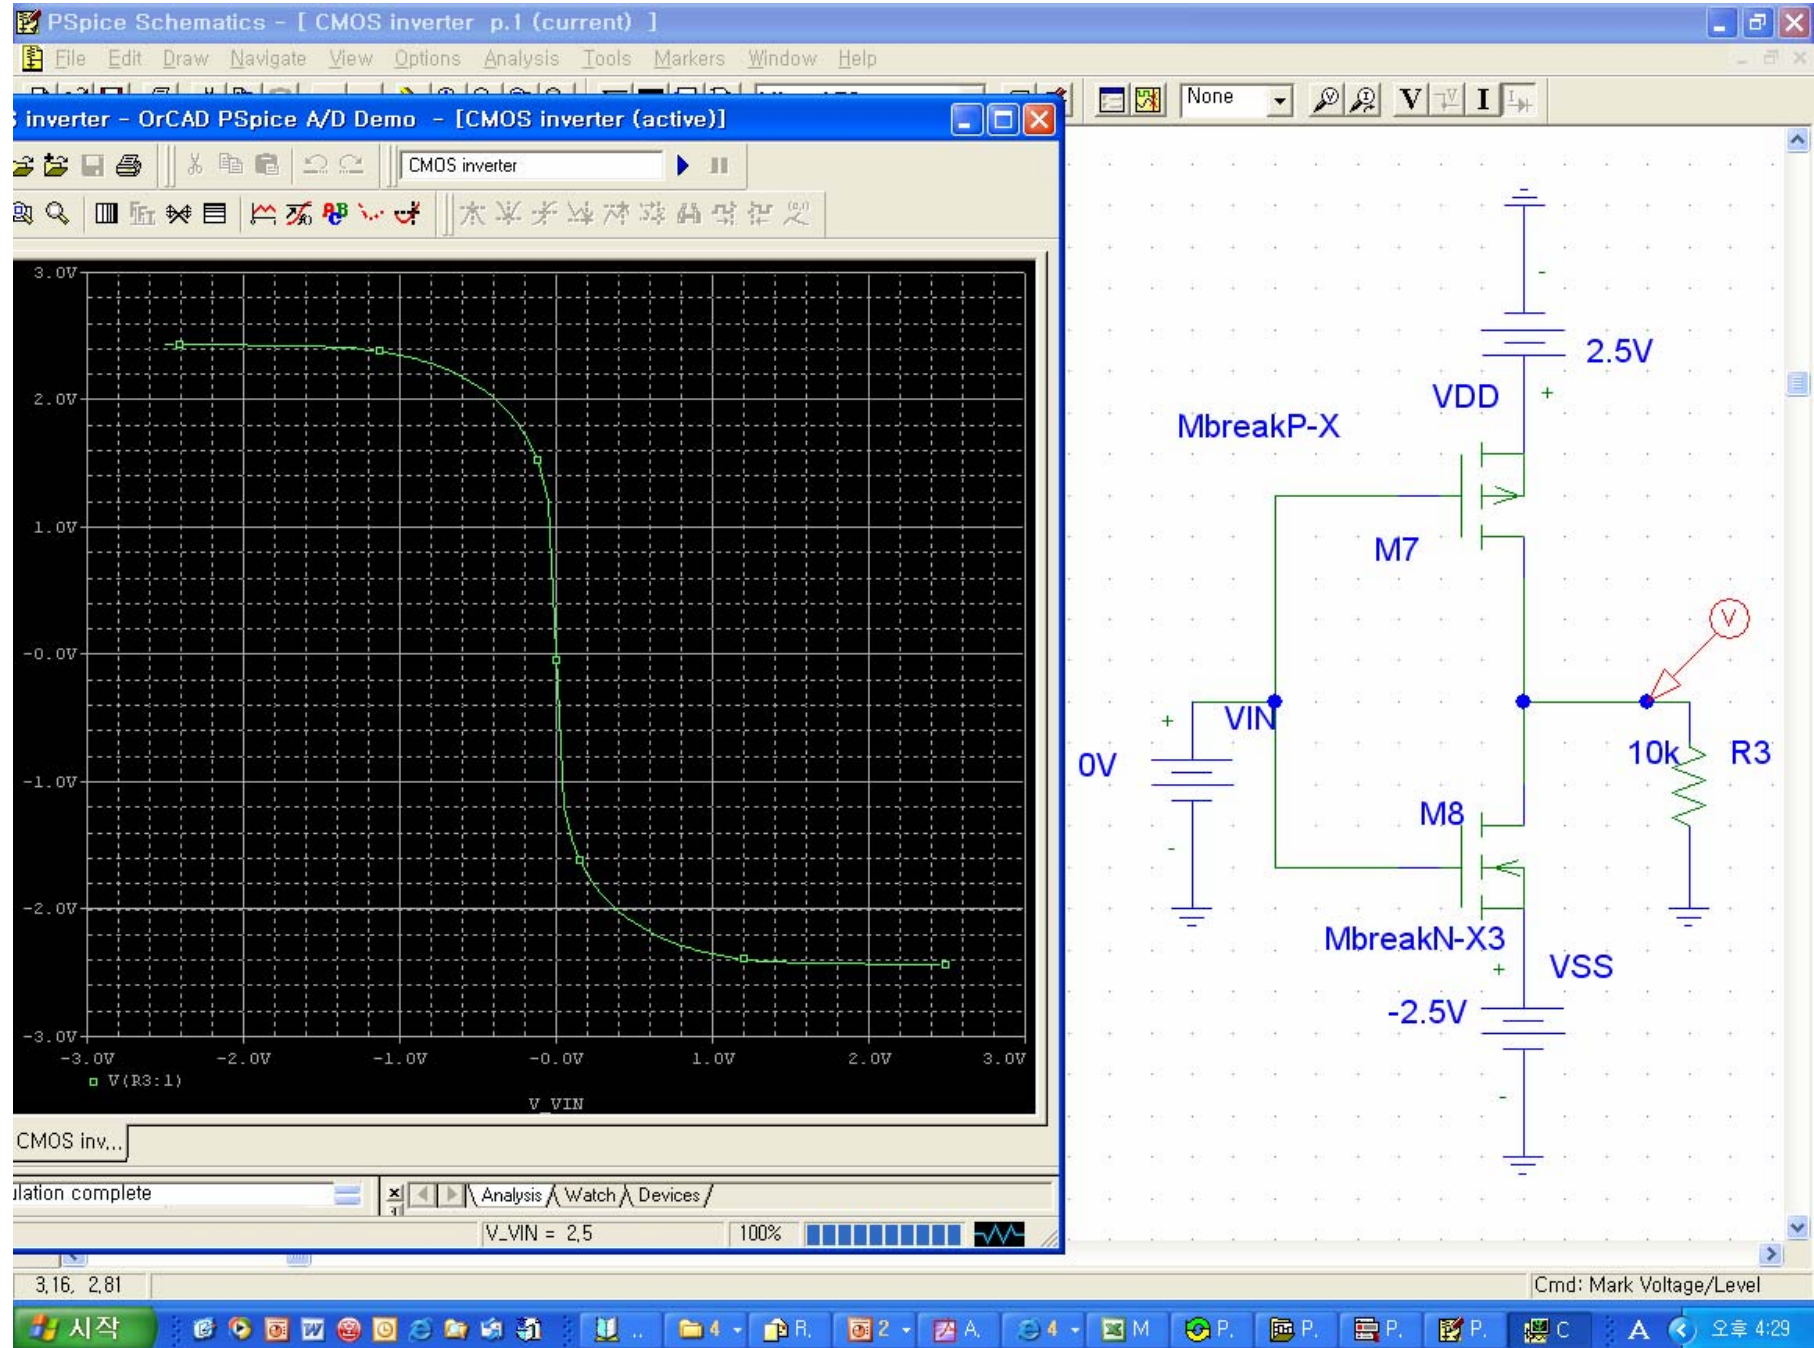 PSpice Schematics - [ CMOS inverter p.1 (current) ]
File Edit Draw Navigate View Options Analysis Tools Markers Window Help
None
inverter - OrCAD PSpice A/D Demo - [CMOS inverter (active)]
CMOS inverter
3.0V
2.0V
1.0V
-0.0V
-1.0V
-2.0V
-3.0V
-3.0V -2.0V -1.0V -0.0V 1.0V 2.0V 3.0V
V(R3:1)
V_VIN
CMOS inv...
ulation complete
Analysis Watch Devices
V_VIN = 2,5 100%
-
2.5V
VDD +
MbreakP-X
M7
V
+ VIN
0V
10k R3
M8
-
MbreakN-X3
+ VSS
-2.5V
-
3,16, 2,81
Cmd: Mark Voltage/Level
시작 .. 4 R. 2 A. 4 M P. P. P. P. C A 오후 4:29